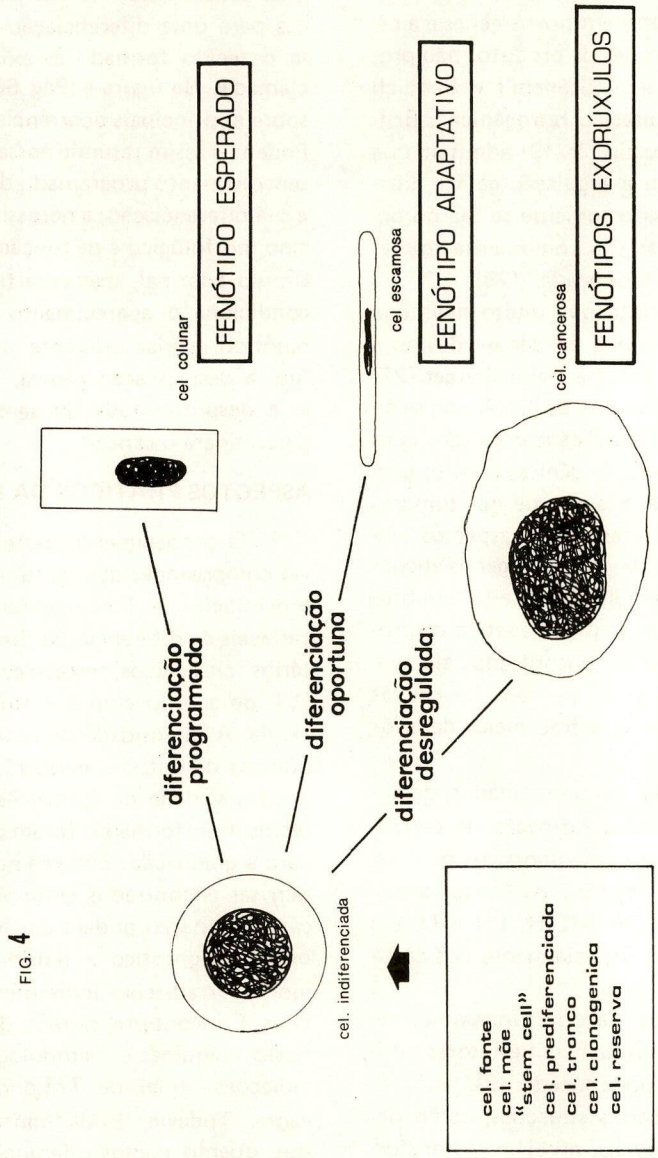 FIG. 4
cel. indiferenciada
cel. fonte
cel. mãe
“stem cell”
cel. prediferenciada
cel. tronco
cel. clonogenica
cel. reserva
diferenciação
programada
diferenciação
oportuna
diferenciação
desregulada
cel colunar
FENÓTIPO ESPERADO
cel escamosa
FENÓTIPO ADAPTATIVO
cel. cancerosa
FENÓTIPOS EXDRÚXULOS